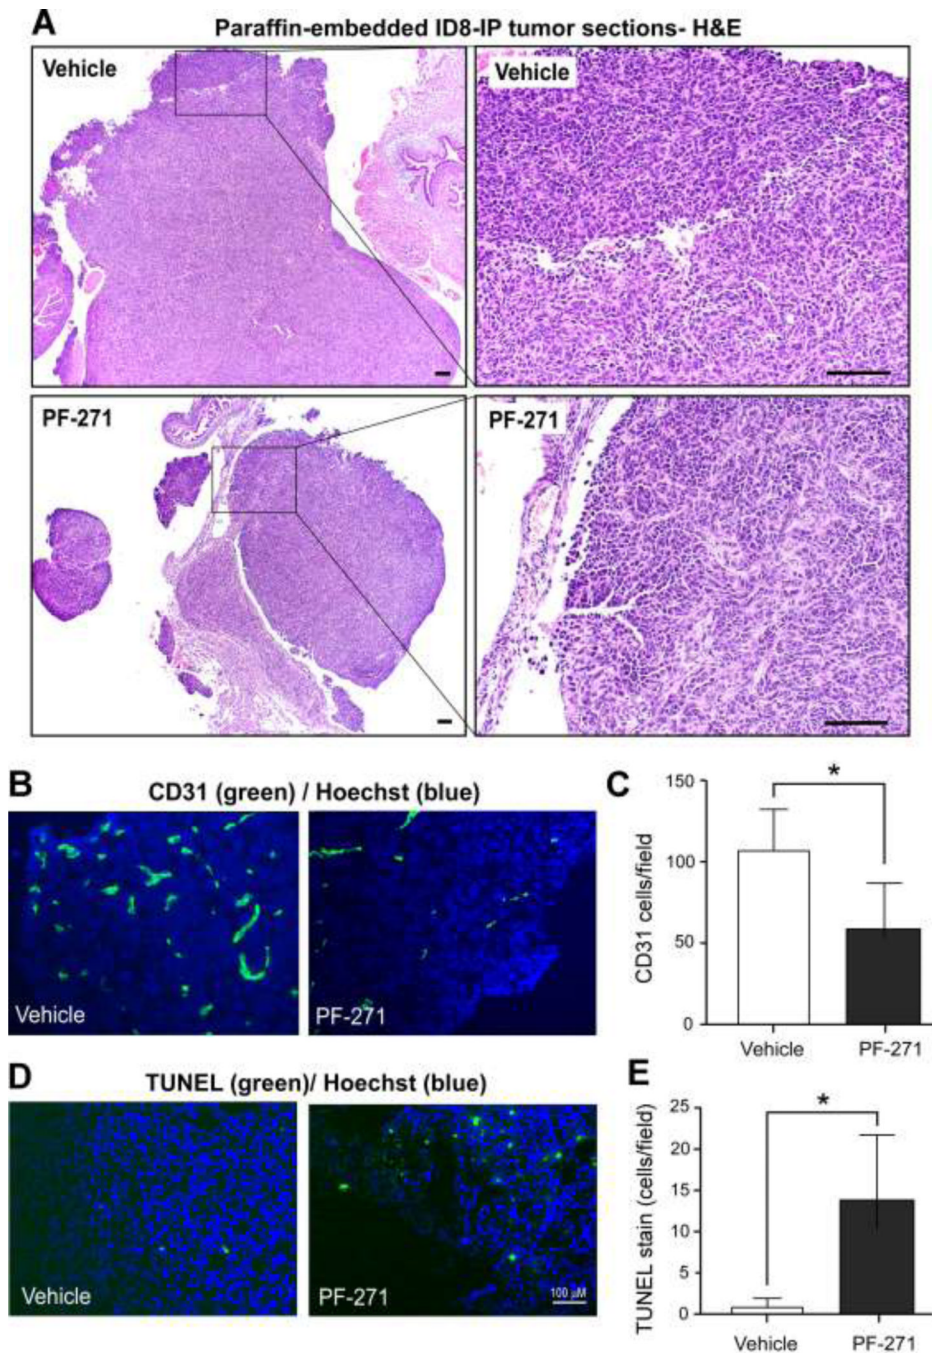 A
Paraffin-embedded ID8-IP tumor sections- H&E
Vehicle
Vehicle
PF-271
PF-271
B
CD31 (green) / Hoechst (blue)
Vehicle
PF-271
C
CD31 cells/field
150
100
50
0
*
Vehicle
PF-271
D
TUNEL (green)/ Hoechst (blue)
Vehicle
PF-271
100 µM
E
TUNEL stain (cells/field)
25
20
15
10
5
0
*
Vehicle
PF-271